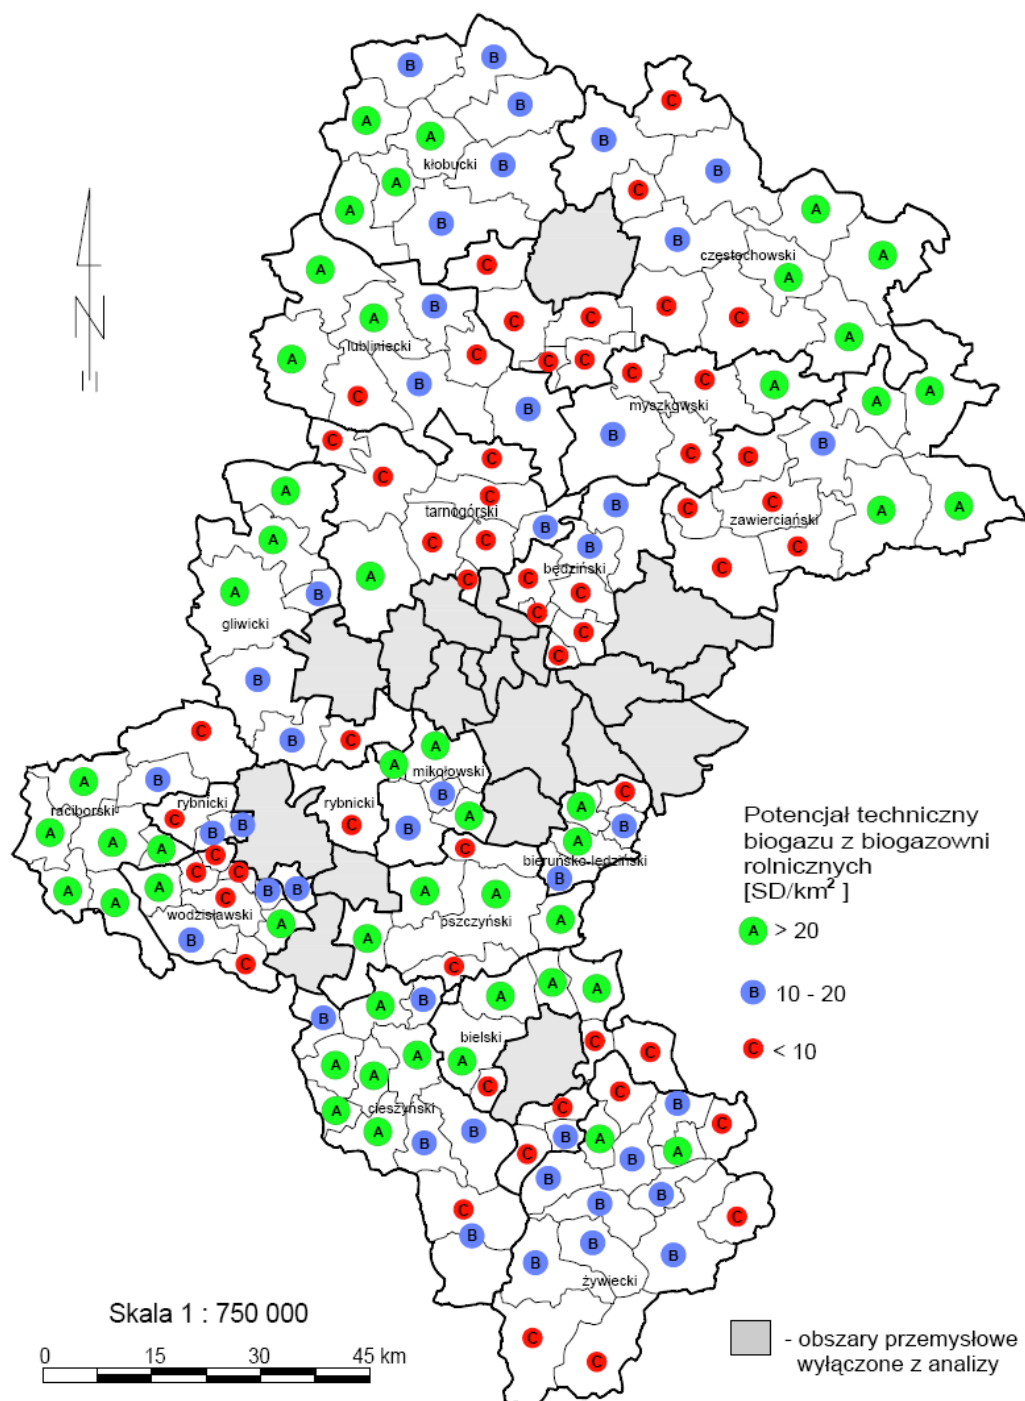 B
B
B
C
A
A
B
kłobucki
B
B
A
C
B
A
B
A
B
częstochowski
A
C
A
A
B
A
C
C
C
C
A
lubliniecki
C
A
C
C
C
C
A
B
C
myszkowski
B
A
A
B
B
C
C
C
C
C
A
C
tarnogórski
B
B
C
C
zawierciański
A
A
A
C
C
B
C
A
będziński
C
C
C
A
B
C
C
gliwicki
C
C
B
C
B
C
A
A
mikołowski
A
B
B
raciborski
rybnicki
rybnicki
A
C
A
C
B
B
C
B
A
B
A
A
C
C
A
bieruńsko-lędziński
B
C
C
A
A
A
C
B
B
A
A
B
wodzisławski
pszczyński
A
B
A
A
C
C
A
A
A
A
B
B
bielski
C
C
A
A
A
A
C
C
cieszyński
A
C
B
A
B
B
B
A
C
C
B
A
B
B
B
C
C
B
B
B
B
żywiecki
B
C
C
Potencjał techniczny
biogazu z biogazowni
rolnicznych
[SD/km² ]
A > 20
B 10 - 20
C < 10
N
Skala 1 : 750 000
0 15 30 45 km
- obszary przemysłowe
wyłączone z analizy